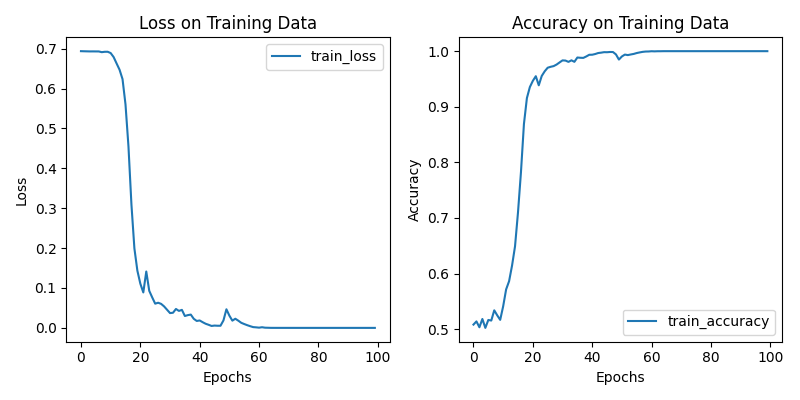 Loss on Training Data
Loss
0.7
0.6
0.5
0.4
0.3
0.2
0.1
0.0
train_loss
0 20 40 60 80 100
Epochs
Accuracy on Training Data
Accuracy
1.0
0.9
0.8
0.7
0.6
0.5
train_accuracy
0 20 40 60 80 100
Epochs